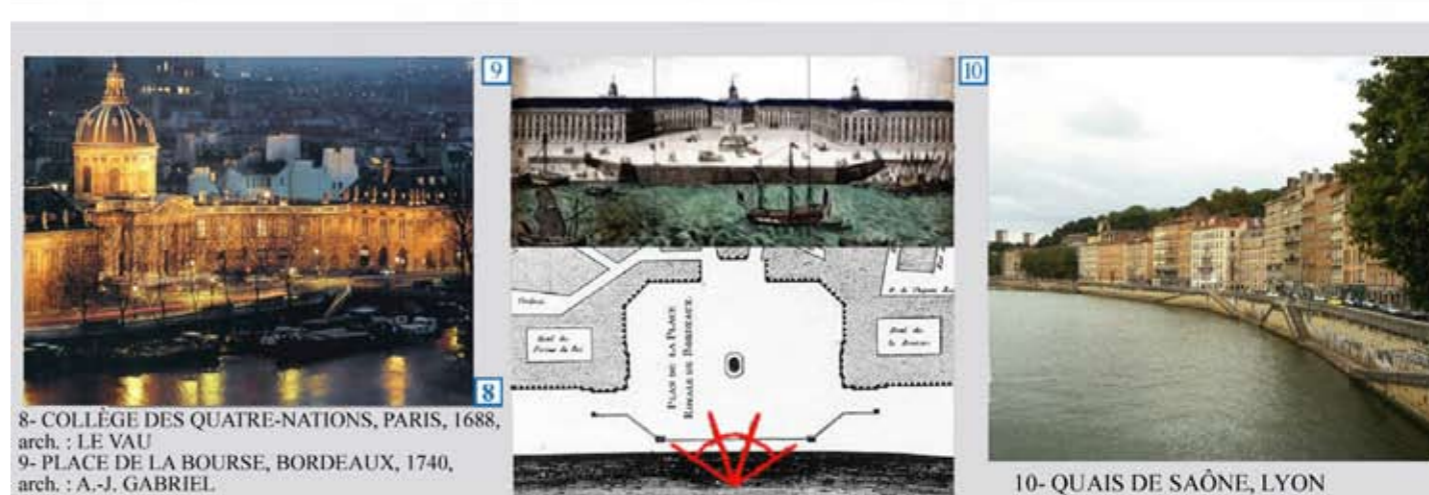 9
10
8
PLAN DE LA PLACE
ROYALE DE BORDEAUX
8- COLLÈGE DES QUATRE-NATIONS, PARIS, 1688,
arch. : LE VAU
9- PLACE DE LA BOURSE, BORDEAUX, 1740,
arch. : A.-J. GABRIEL
10- QUAIS DE SAÔNE, LYON